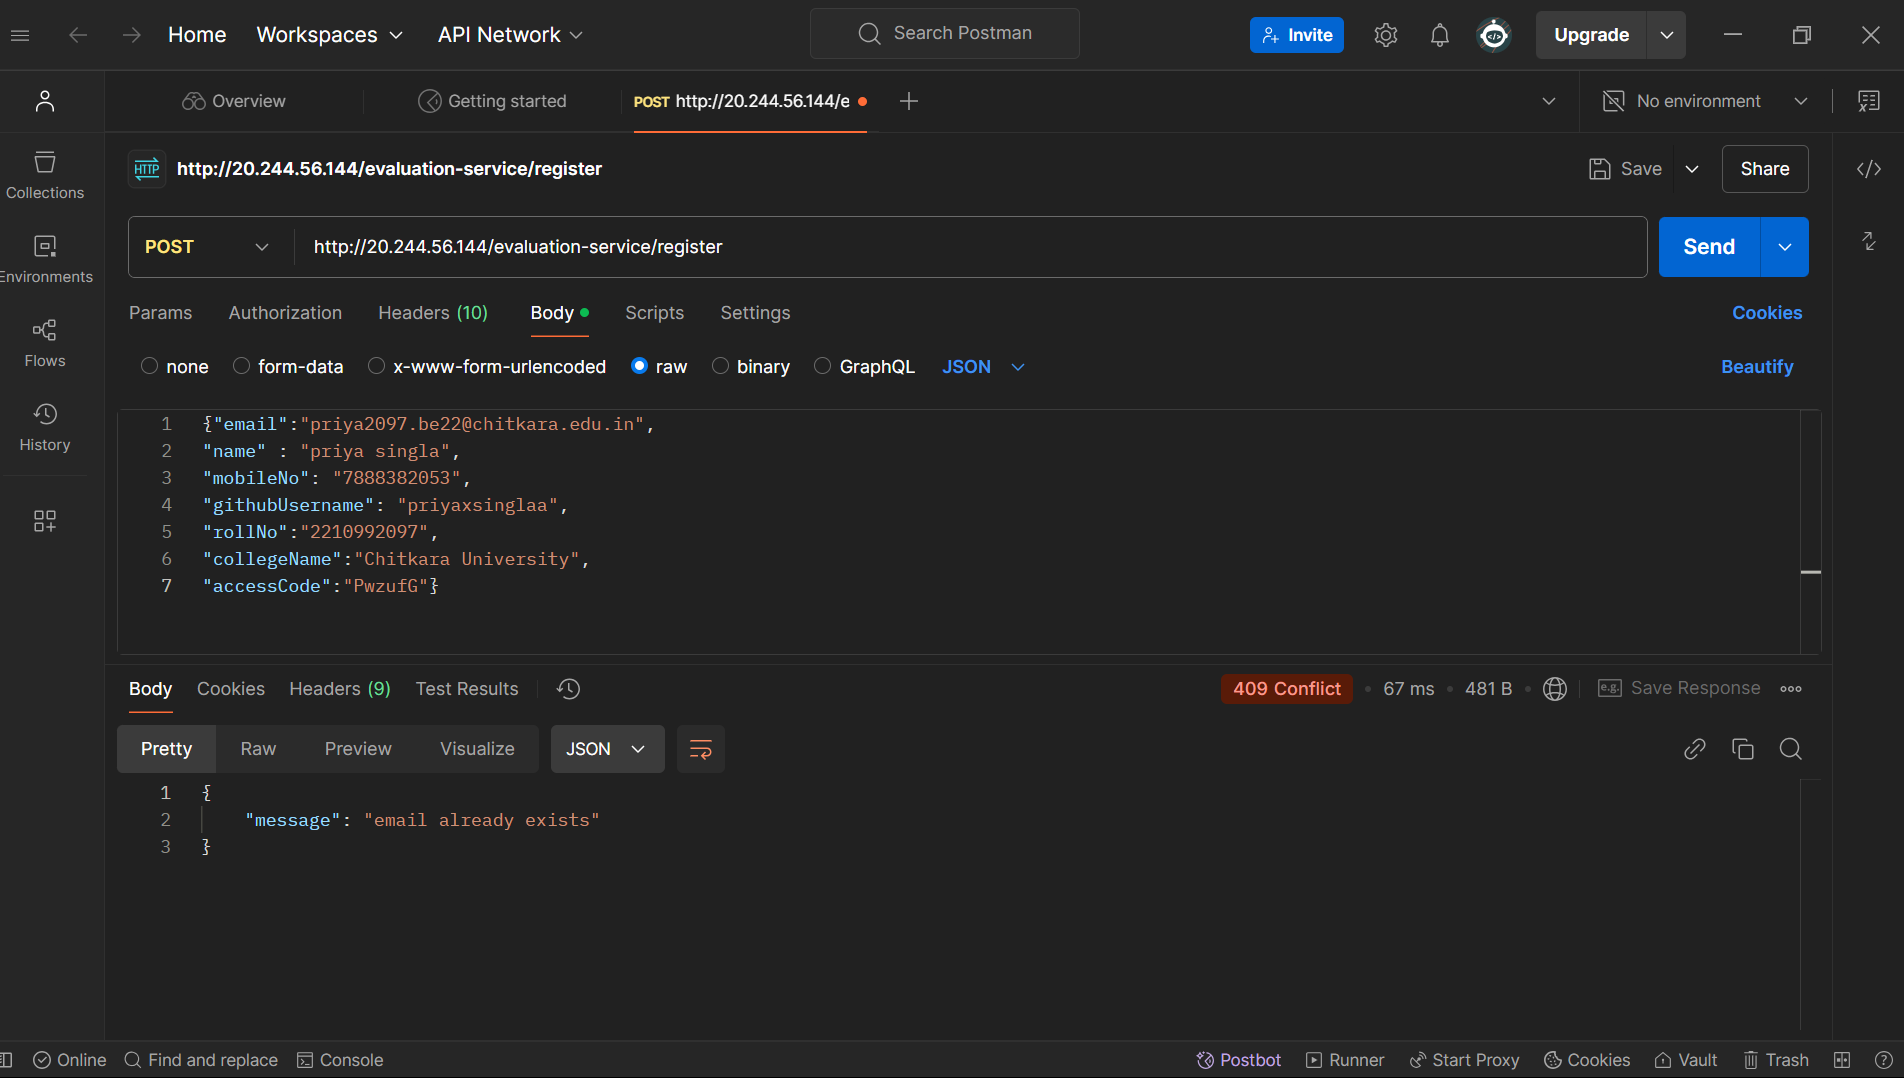 Home Workspaces API Network Search Postman Invite Upgrade
Overview Getting started POST http://20.244.56.144/e No environment
HTTP http://20.244.56.144/evaluation-service/register Save Share
POST http://20.244.56.144/evaluation-service/register Send
Params Authorization Headers (10) Body Scripts Settings Cookies
none form-data x-www-form-urlencoded raw binary GraphQL JSON Beautify
Collections
Environments
Flows
History
1 {"email":"priya2097.be22@chitkara.edu.in",
2 "name" : "priya singla",
3 "mobileNo": "7888382053",
4 "githubUsername": "priyaxsinglaa",
5 "rollNo":"2210992097",
6 "collegeName":"Chitkara University",
7 "accessCode":"PwzufG"}
Body Cookies Headers (9) Test Results 409 Conflict • 67 ms • 481 B • e.g. Save Response
Pretty Raw Preview Visualize JSON
1 {
2 "message": "email already exists"
3 }
Online Find and replace Console Postbot Runner Start Proxy Cookies Vault Trash